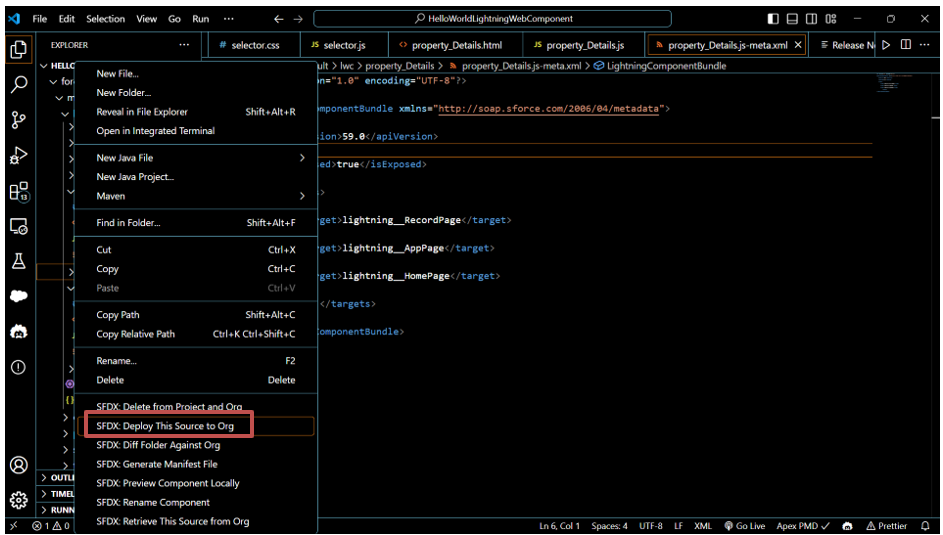 File Edit Selection View Go Run ··· HelloWorldLightningWebComponent
EXPLORER ··· # selector.css JS selector.js <> property_Details.html JS property_Details.js property_Details.js-meta.xml Release N
HELLC ult > lwc > property_Details > property_Details.js-meta.xml > LightningComponentBundle
for
m
n="1.0" encoding="UTF-8"?>
omponentBundle xmlns="http://soap.sforce.com/2006/04/metadata">
ion>59.0</apiVersion>
ed>true</isExposed>
s>
rget>lightning__RecordPage</target>
rget>lightning__AppPage</target>
rget>lightning__HomePage</target>
</targets>
omponentBundle>
New File...
New Folder...
Reveal in File Explorer Shift+Alt+R
Open in Integrated Terminal
New Java File >
New Java Project...
Maven >
Find in Folder... Shift+Alt+F
Cut Ctrl+X
Copy Ctrl+C
Paste Ctrl+V
Copy Path Shift+Alt+C
Copy Relative Path Ctrl+K Ctrl+Shift+C
Rename... F2
Delete Delete
SFDX: Delete from Project and Org
SFDX: Deploy This Source to Org
SFDX: Diff Folder Against Org
SFDX: Generate Manifest File
SFDX: Preview Component Locally
SFDX: Rename Component
SFDX: Retrieve This Source from Org
13
{}
> OUTLI
> TIMEL
> RUNN
1 0 Ln 6, Col 1 Spaces: 4 UTF-8 LF XML Go Live Apex PMD ✓ Prettier